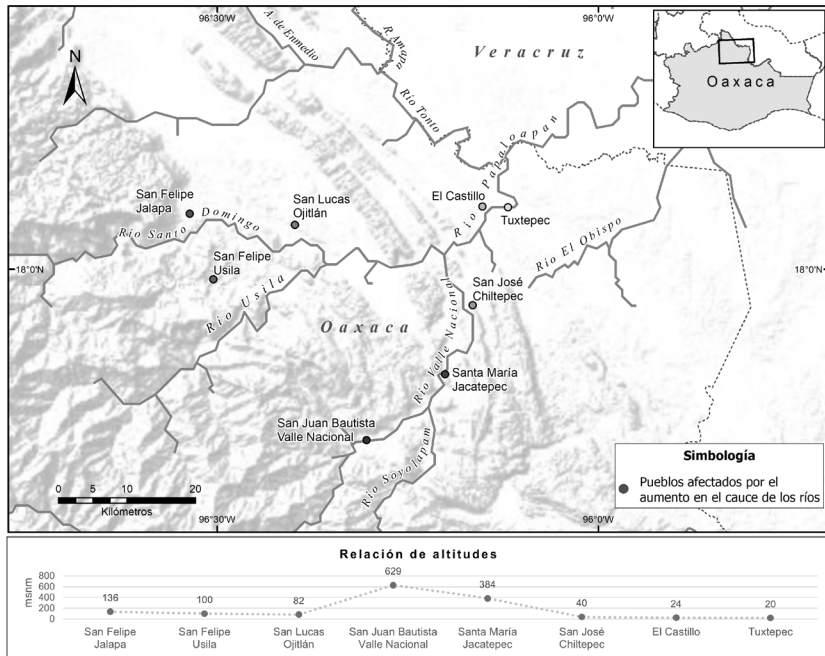 96°30'W
96°0'W
N
A. de Enmedio
R Amapa
Veracruz
Oaxaca
Río Tonto
Río Papaloapan
San Felipe
Jalapa
San Lucas
Ojitlán
El Castillo
Tuxtepec
Río Santo Domingo
Río El Obispo
18°0'N
18°0'N
San Felipe
Usila
Río Usila
San José
Chiltepec
Oaxaca
Río Valle Nacional
Santa María
Jacatepec
San Juan Bautista
Valle Nacional
Río Soyolapam
Simbología
Pueblos afectados por el
aumento en el cauce de los ríos
0 5 10 20
Kilómetros
96°30'W
96°0'W
Relación de altitudes
msnm
800
600
400
200
0
136
100
82
629
384
40
24
20
San Felipe
Jalapa
San Felipe
Usila
San Lucas
Ojitlán
San Juan Bautista
Valle Nacional
Santa María
Jacatepec
San José
Chiltepec
El Castillo
Tuxtepec